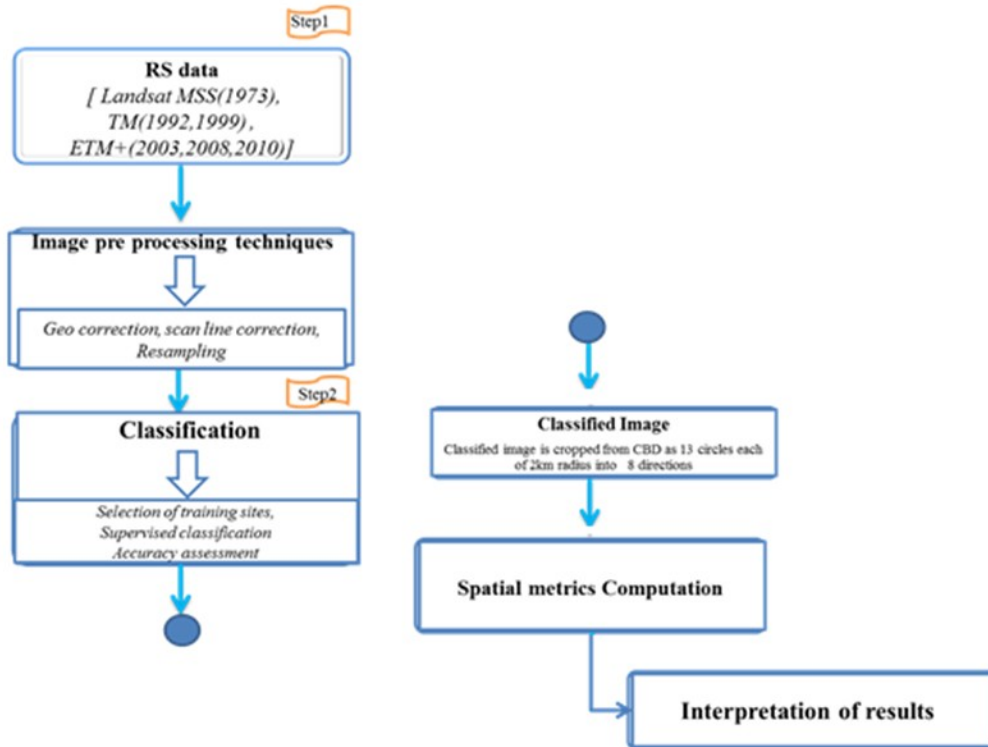 Step1
RS data
[ Landsat MSS(1973),
TM(1992,1999) ,
ETM+(2003,2008,2010)]
Image pre processing techniques
Geo correction, scan line correction,
Resampling
Step2
Classification
Selection of training sites,
Supervised classification
Accuracy assessment
Classified Image
Classified image is cropped from CBD as 13 circles each
of 2km radius into 8 directions
Spatial metrics Computation
Interpretation of results